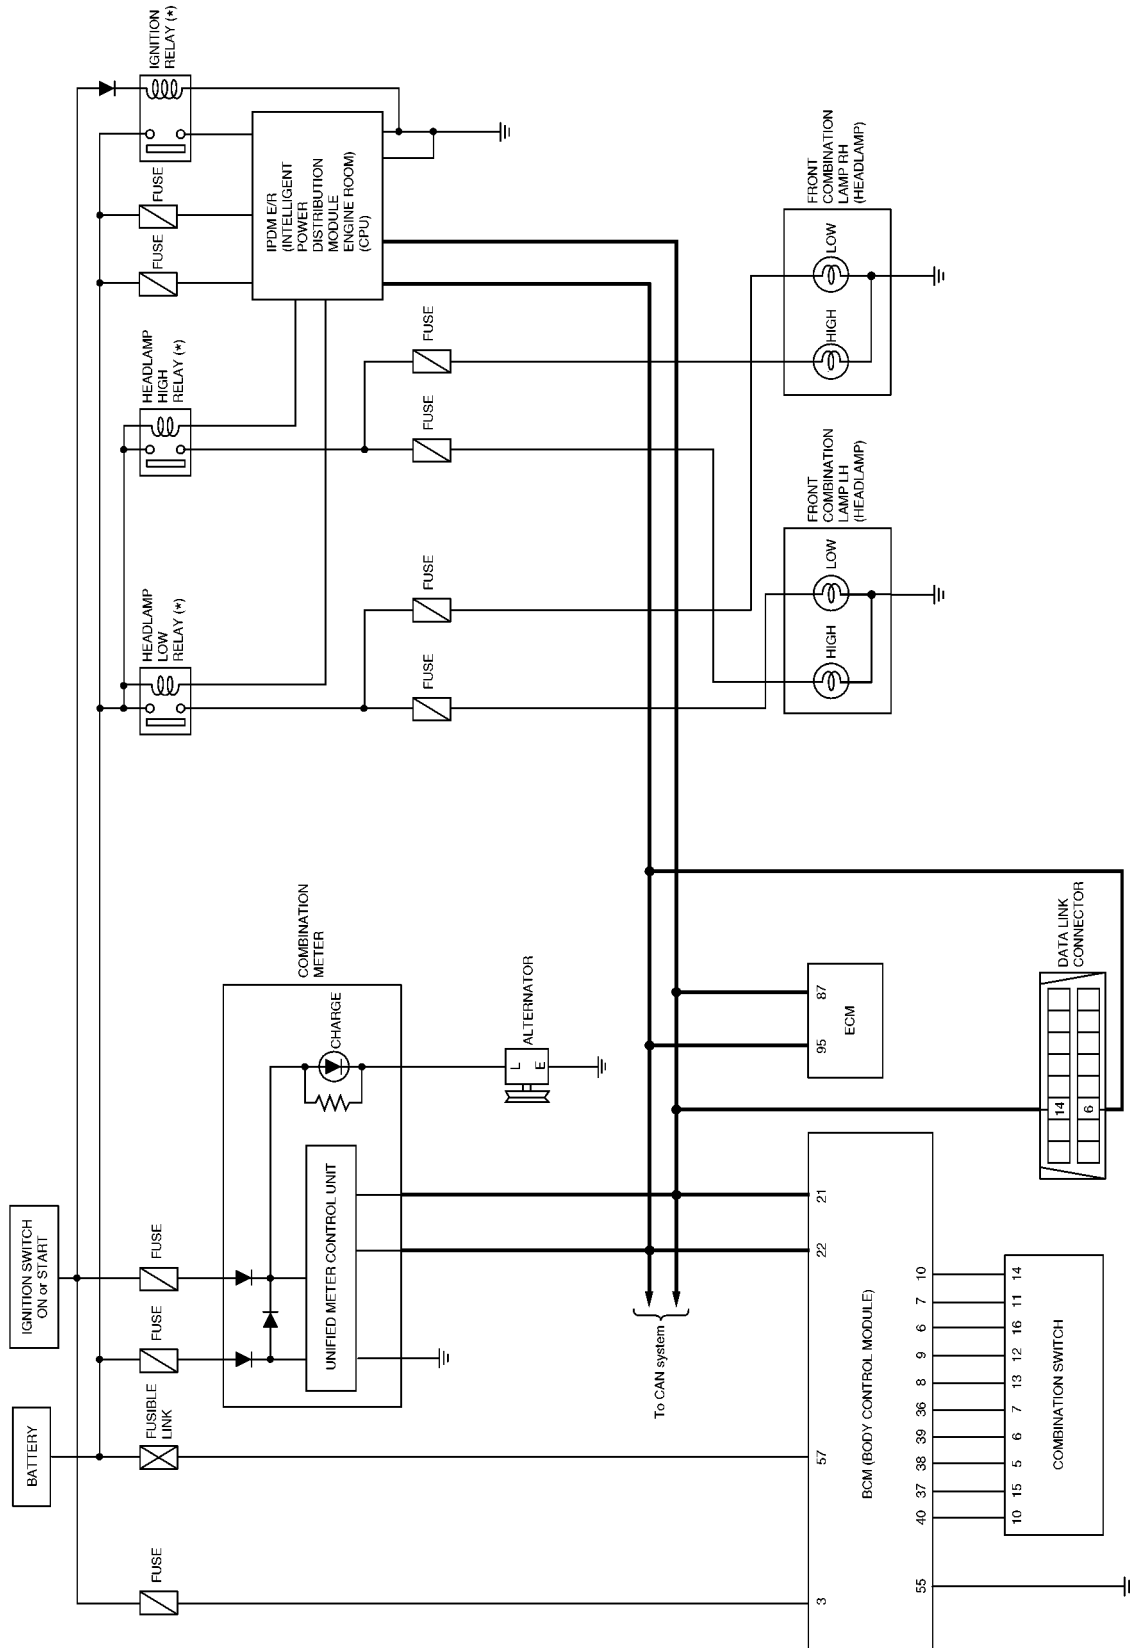 BATTERY
IGNITION SWITCH
ON or START
FUSE
FUSIBLE
LINK
FUSE
FUSE
HEADLAMP
LOW
RELAY (*)
HEADLAMP
HIGH
RELAY (*)
FUSE
FUSE
IGNITION
RELAY (*)
COMBINATION
METER
UNIFIED METER CONTROL UNIT
CHARGE
IPDM E/R
(INTELLIGENT
POWER
DISTRIBUTION
MODULE
ENGINE ROOM)
(CPU)
FUSE
FUSE
FUSE
FUSE
ALTERNATOR
L
E
To CAN system
FRONT
COMBINATION
LAMP LH
(HEADLAMP)
HIGH
LOW
FRONT
COMBINATION
LAMP RH
(HEADLAMP)
HIGH
LOW
3
57
22
21
BCM (BODY CONTROL MODULE)
55
40
37
38
39
36
8
9
6
7
10
95
87
ECM
10
15
5
6
7
13
12
16
11
14
COMBINATION SWITCH
DATA LINK
CONNECTOR
14
6